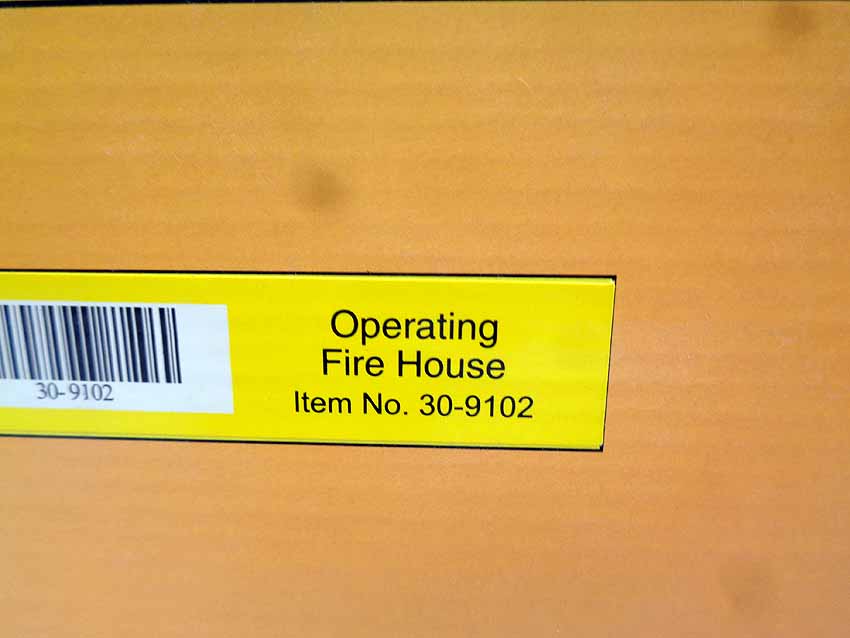 Operating
Fire House
Item No. 30-9102
30-9102